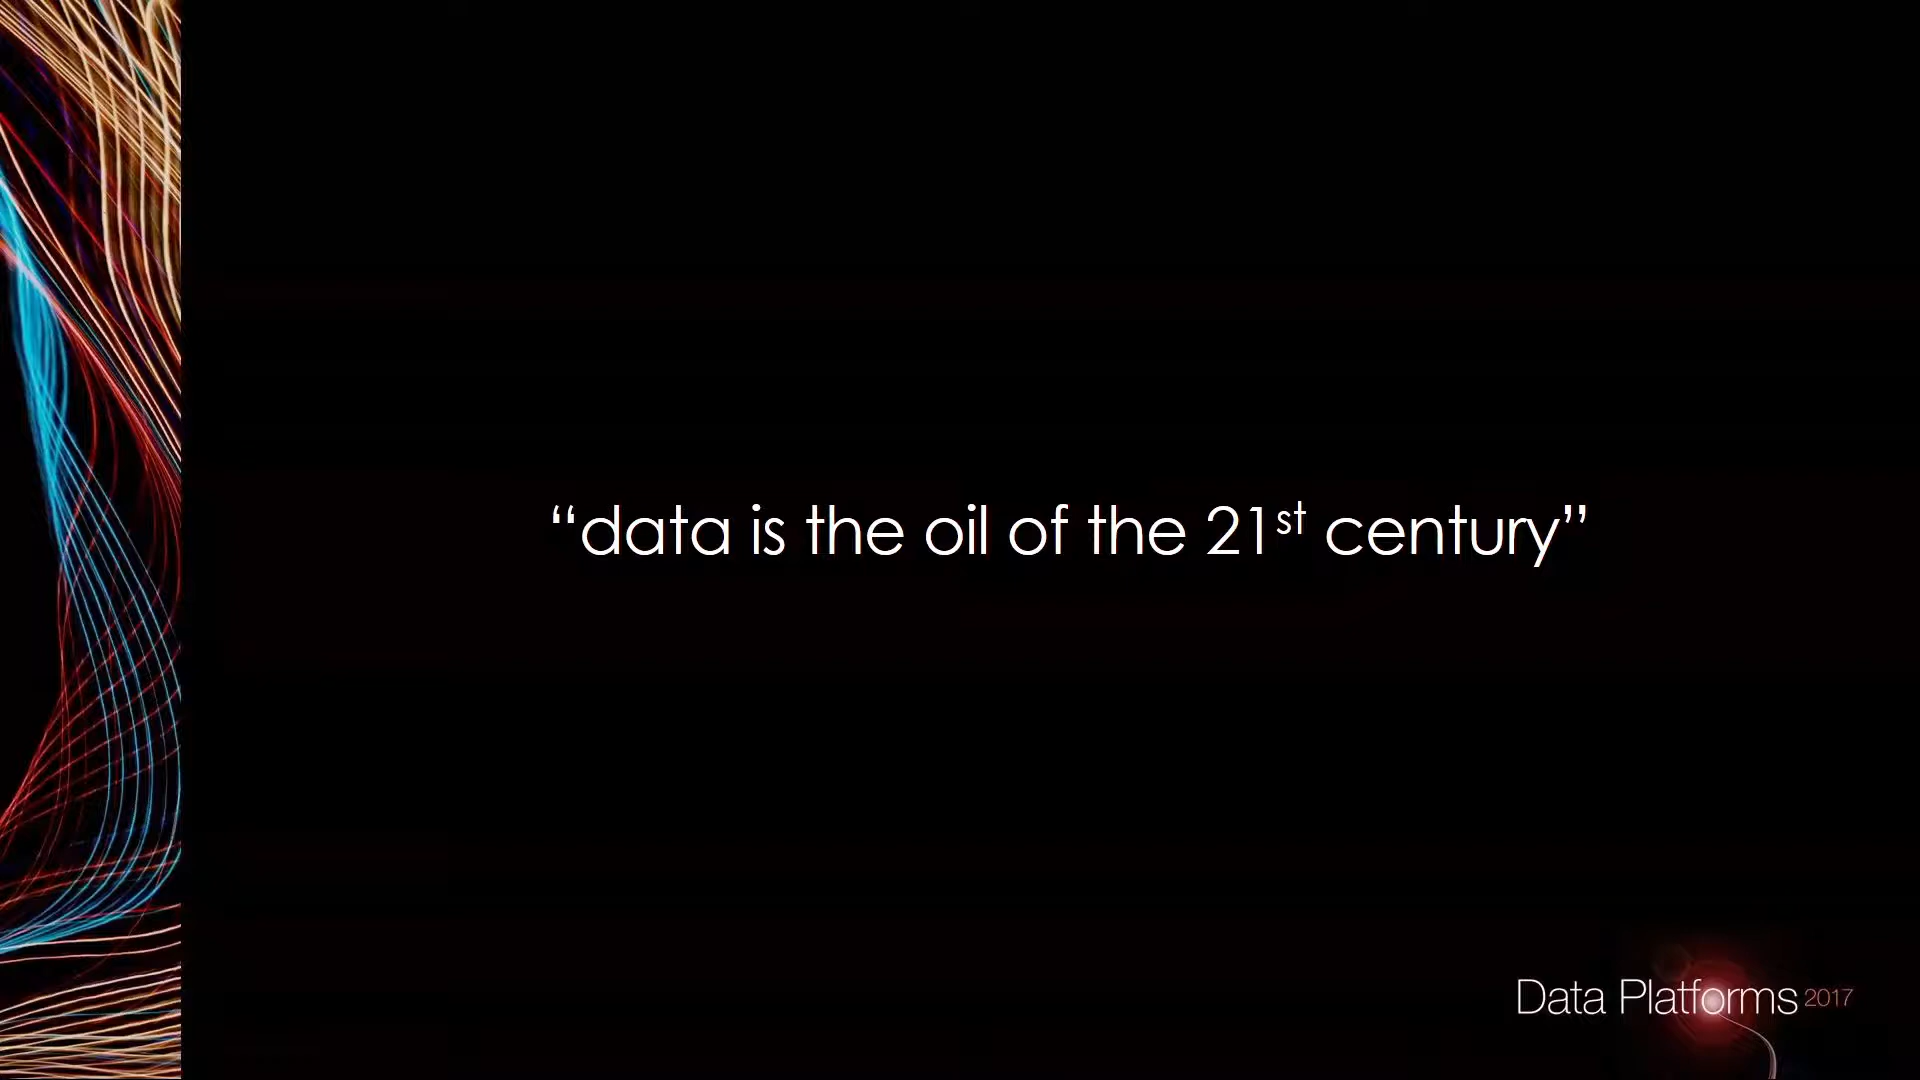 “data is the oil of the 21st century”
Data Platforms 2017